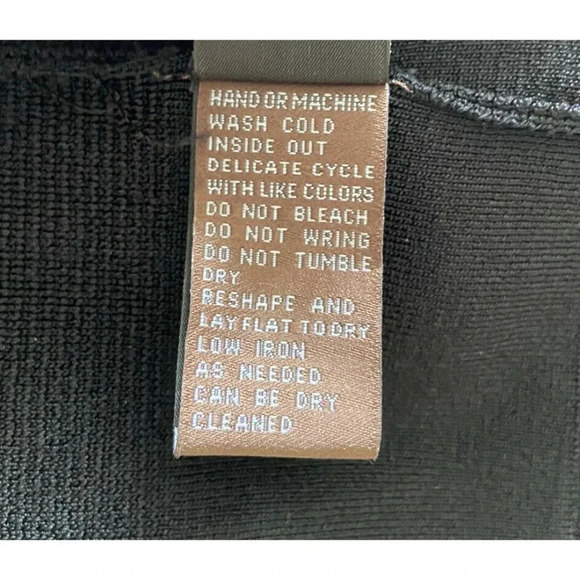 HAND OR MACHINE
WASH COLD
INSIDE OUT
DELICATE CYCLE
WITH LIKE COLORS
DO NOT BLEACH
DO NOT WRING
DO NOT TUMBLE
DRY
RESHAPE AND
LAY FLAT TO DRY
LOW IRON
AS NEEDED
CAN BE DRY
CLEANED